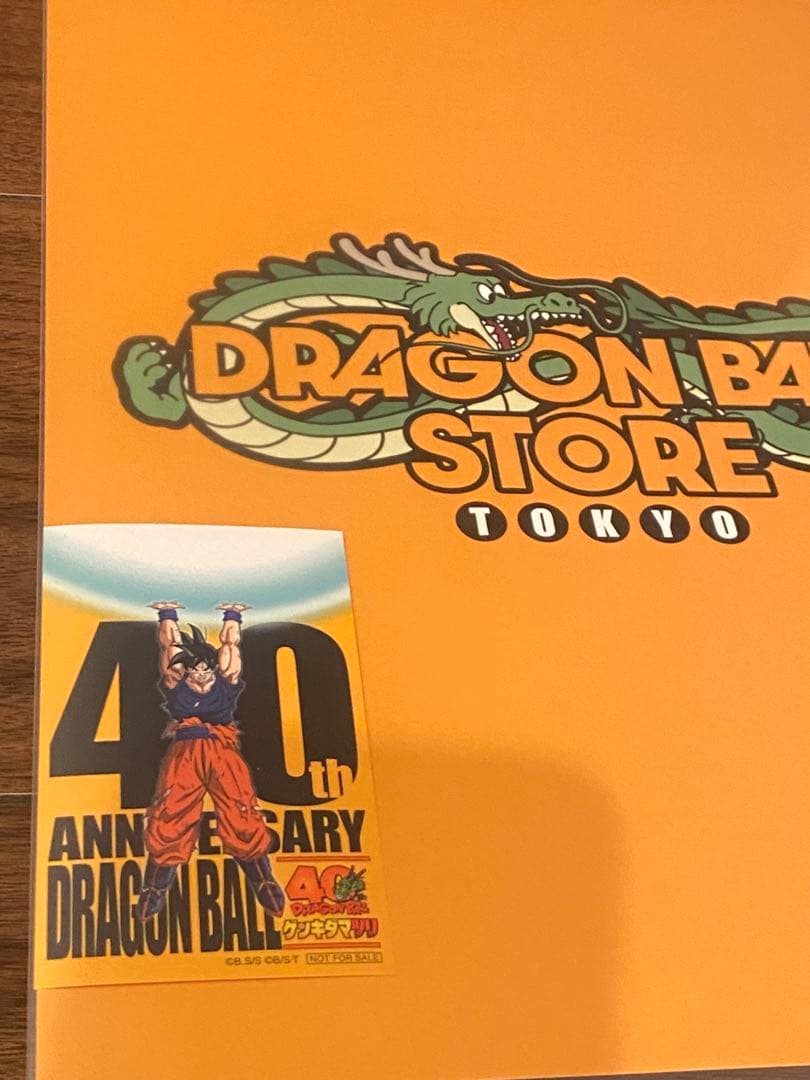 DRAGON BA
STORE
TOKYO
40th
ANNIVERSARY
DRAGON BALL
40
DRAGON BALL
ゲンキダマツリ
©B.S/S ©B/S・T NOT FOR SALE